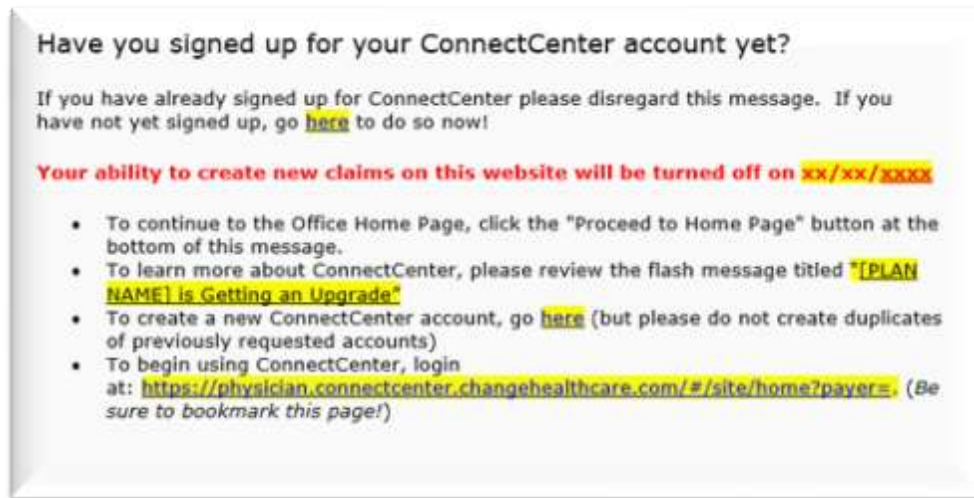 Have you signed up for your ConnectCenter account yet?
If you have already signed up for ConnectCenter please disregard this message.  If you
have not yet signed up, go here to do so now!
Your ability to create new claims on this website will be turned off on xx/xx/xxxx
• To continue to the Office Home Page, click the "Proceed to Home Page" button at the
bottom of this message.
• To learn more about ConnectCenter, please review the flash message titled "[PLAN
NAME] is Getting an Upgrade"
• To create a new ConnectCenter account, go here (but please do not create duplicates
of previously requested accounts)
• To begin using ConnectCenter, login
at: https://physician.connectcenter.changehealthcare.com/#/site/home?payer=. (Be
sure to bookmark this page!)